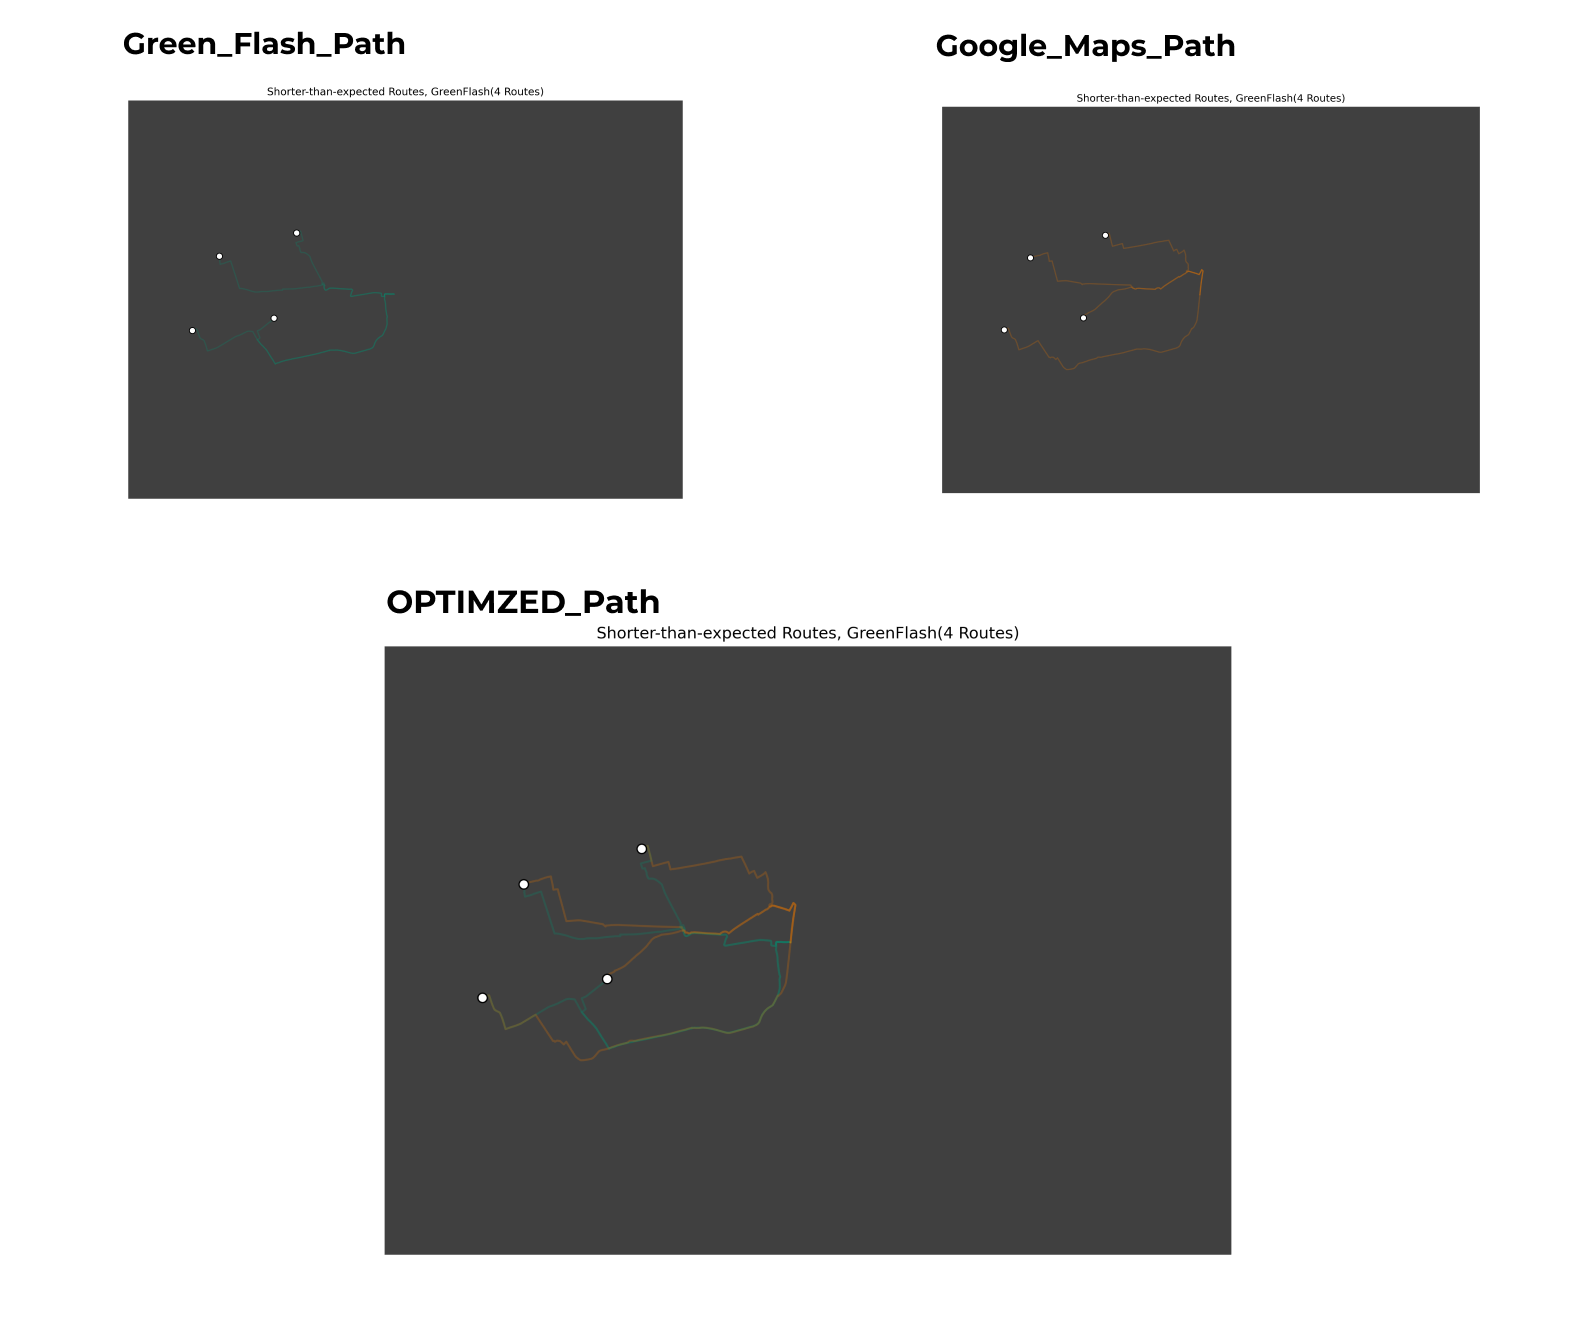 Green_Flash_Path
Shorter-than-expected Routes, GreenFlash(4 Routes)
Google_Maps_Path
Shorter-than-expected Routes, GreenFlash(4 Routes)
OPTIMZED_Path
Shorter-than-expected Routes, GreenFlash(4 Routes)